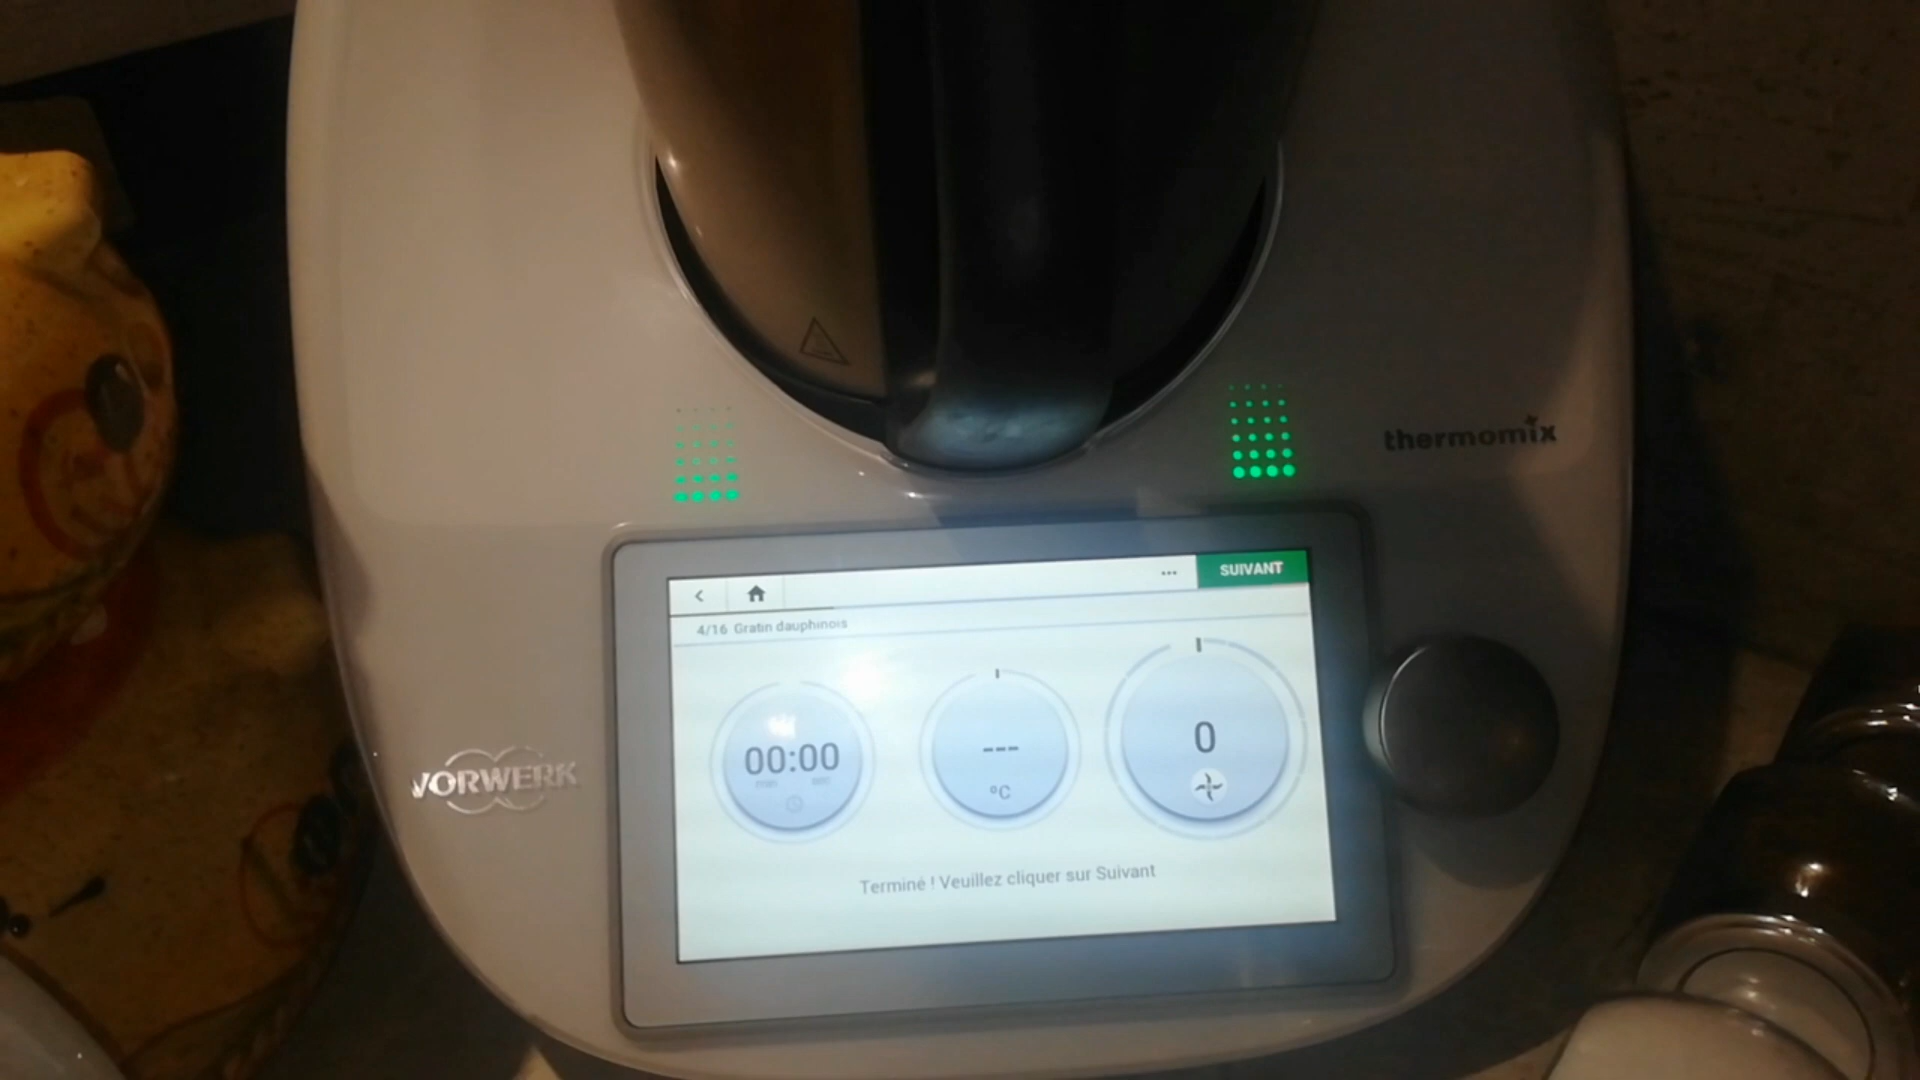 thermomix
SUIVANT
4/16 Gratin dauphinois
00:00
min sec
---
°C
0
VORWERK
Terminé ! Veuillez cliquer sur Suivant